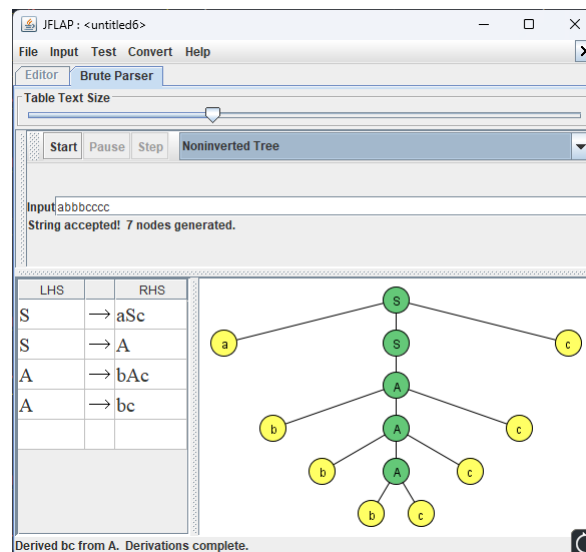 JFLAP : <untitled6>
File Input Test Convert Help
Editor Brute Parser
Table Text Size
Start Pause Step Noninverted Tree
Input abbbcccc
String accepted! 7 nodes generated.
LHS RHS
S → aSc
S → A
A → bAc
A → bc
S
a S c
A
b A c
b A c
b c
Derived bc from A. Derivations complete.